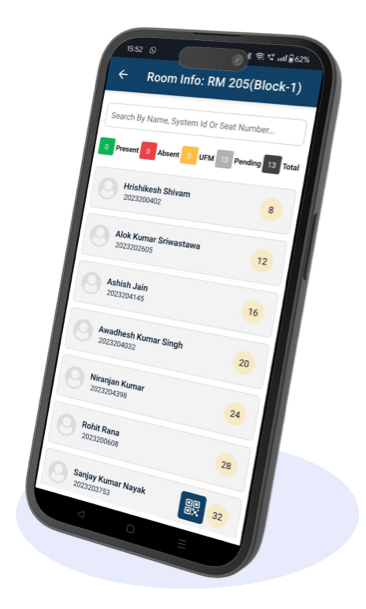 15:52 62%
Room Info: RM 205(Block-1)
Search By Name, System Id Or Seat Number...
0 Present 0 Absent 0 UFM 13 Pending 13 Total
Hrishikesh Shivam
2023200402
8
Alok Kumar Sriwastawa
2023202605
12
Ashish Jain
2023204145
16
Awadhesh Kumar Singh
2023204032
20
Niranjan Kumar
2023204398
24
Rohit Rana
2023200608
28
Sanjay Kumar Nayak
2023203753
32